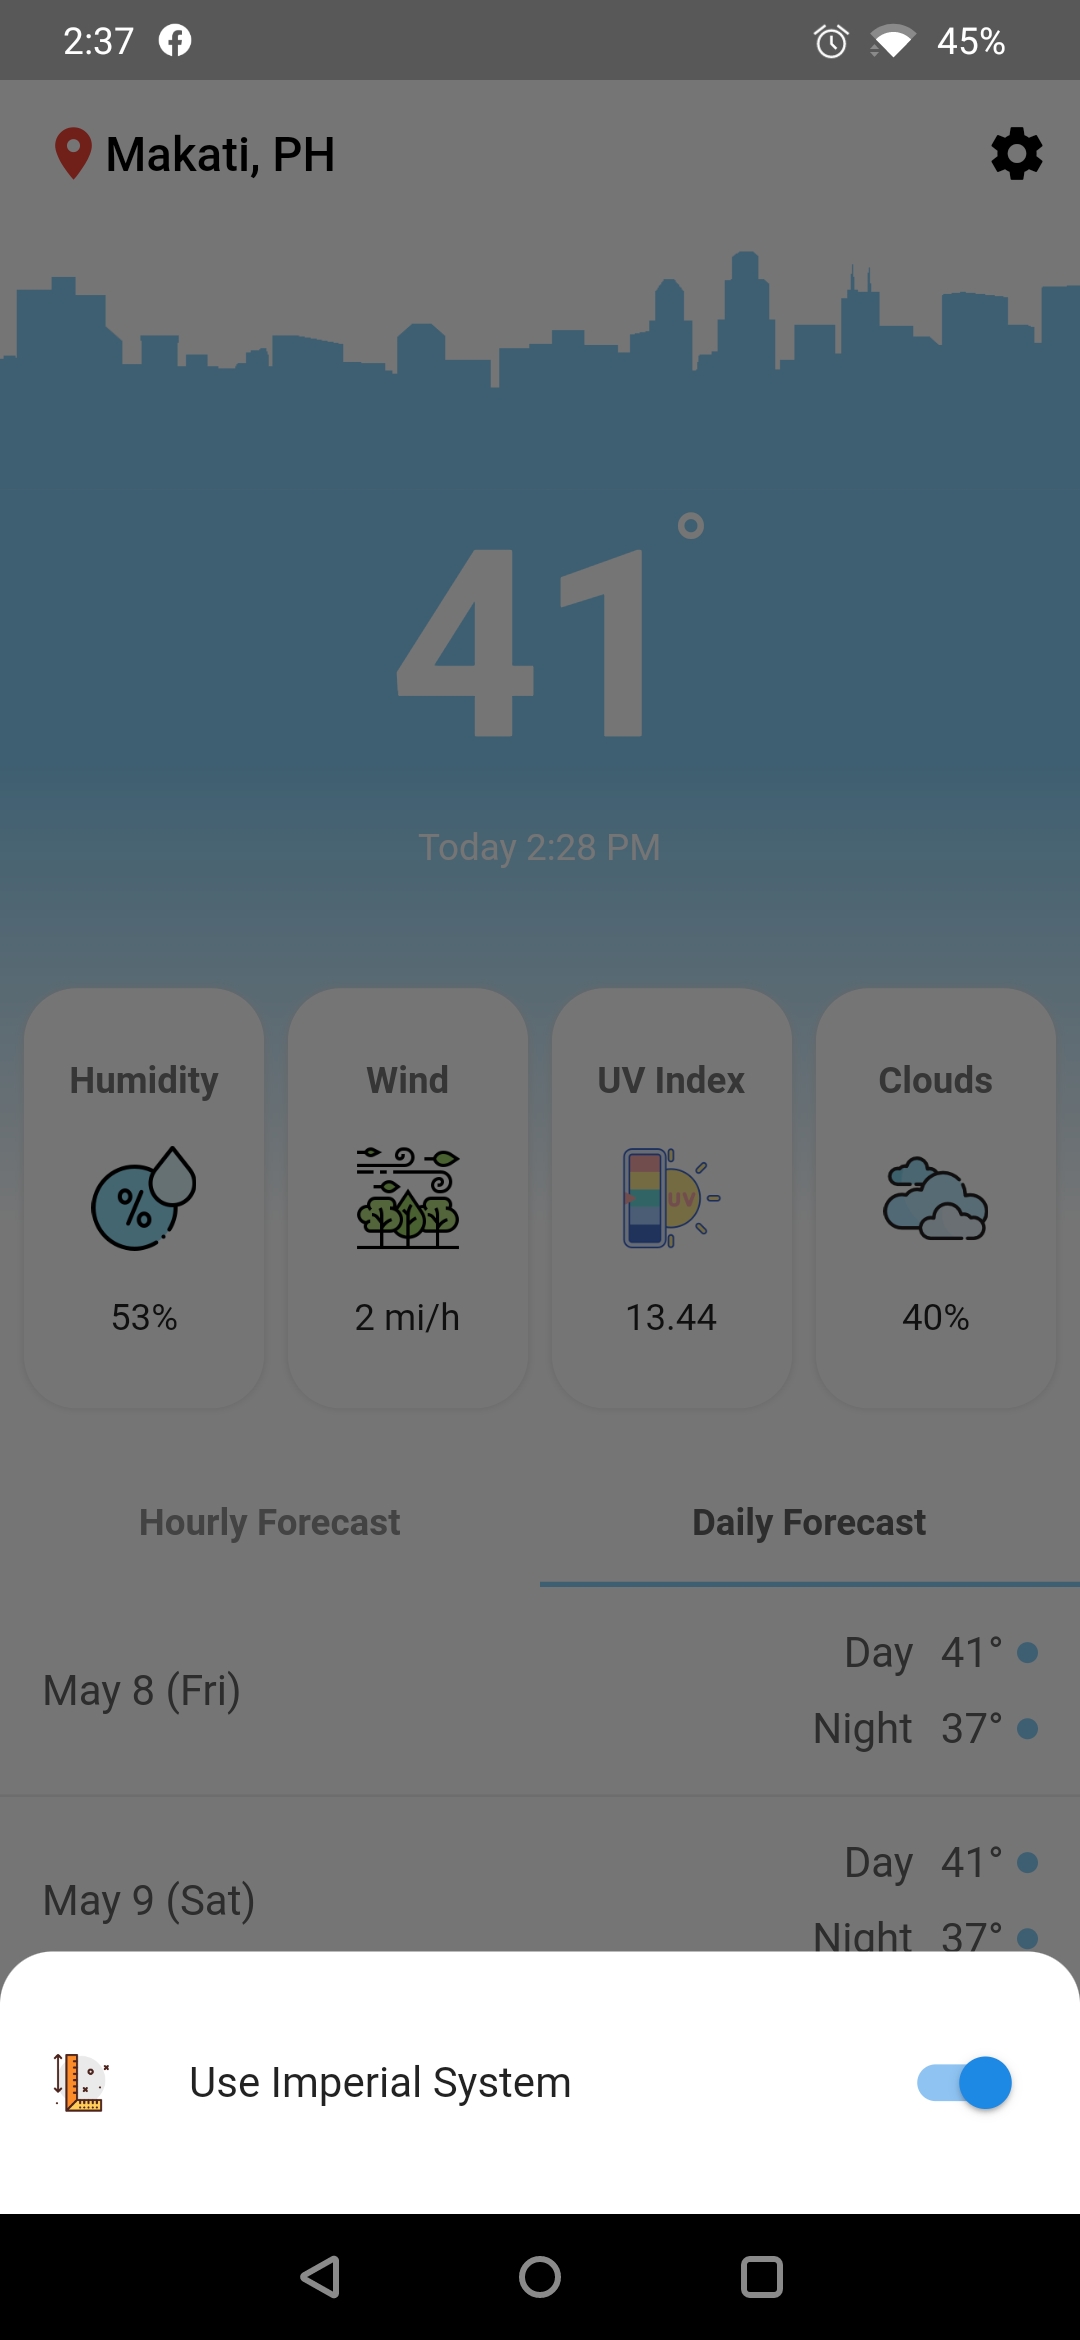 2:37 45%
Makati, PH
41°
Today 2:28 PM
Humidity Wind UV Index Clouds
%
UV
53% 2 mi/h 13.44 40%
Hourly Forecast Daily Forecast
Day 41°
May 8 (Fri)
Night 37°
Day 41°
May 9 (Sat)
Night 37°
Use Imperial System